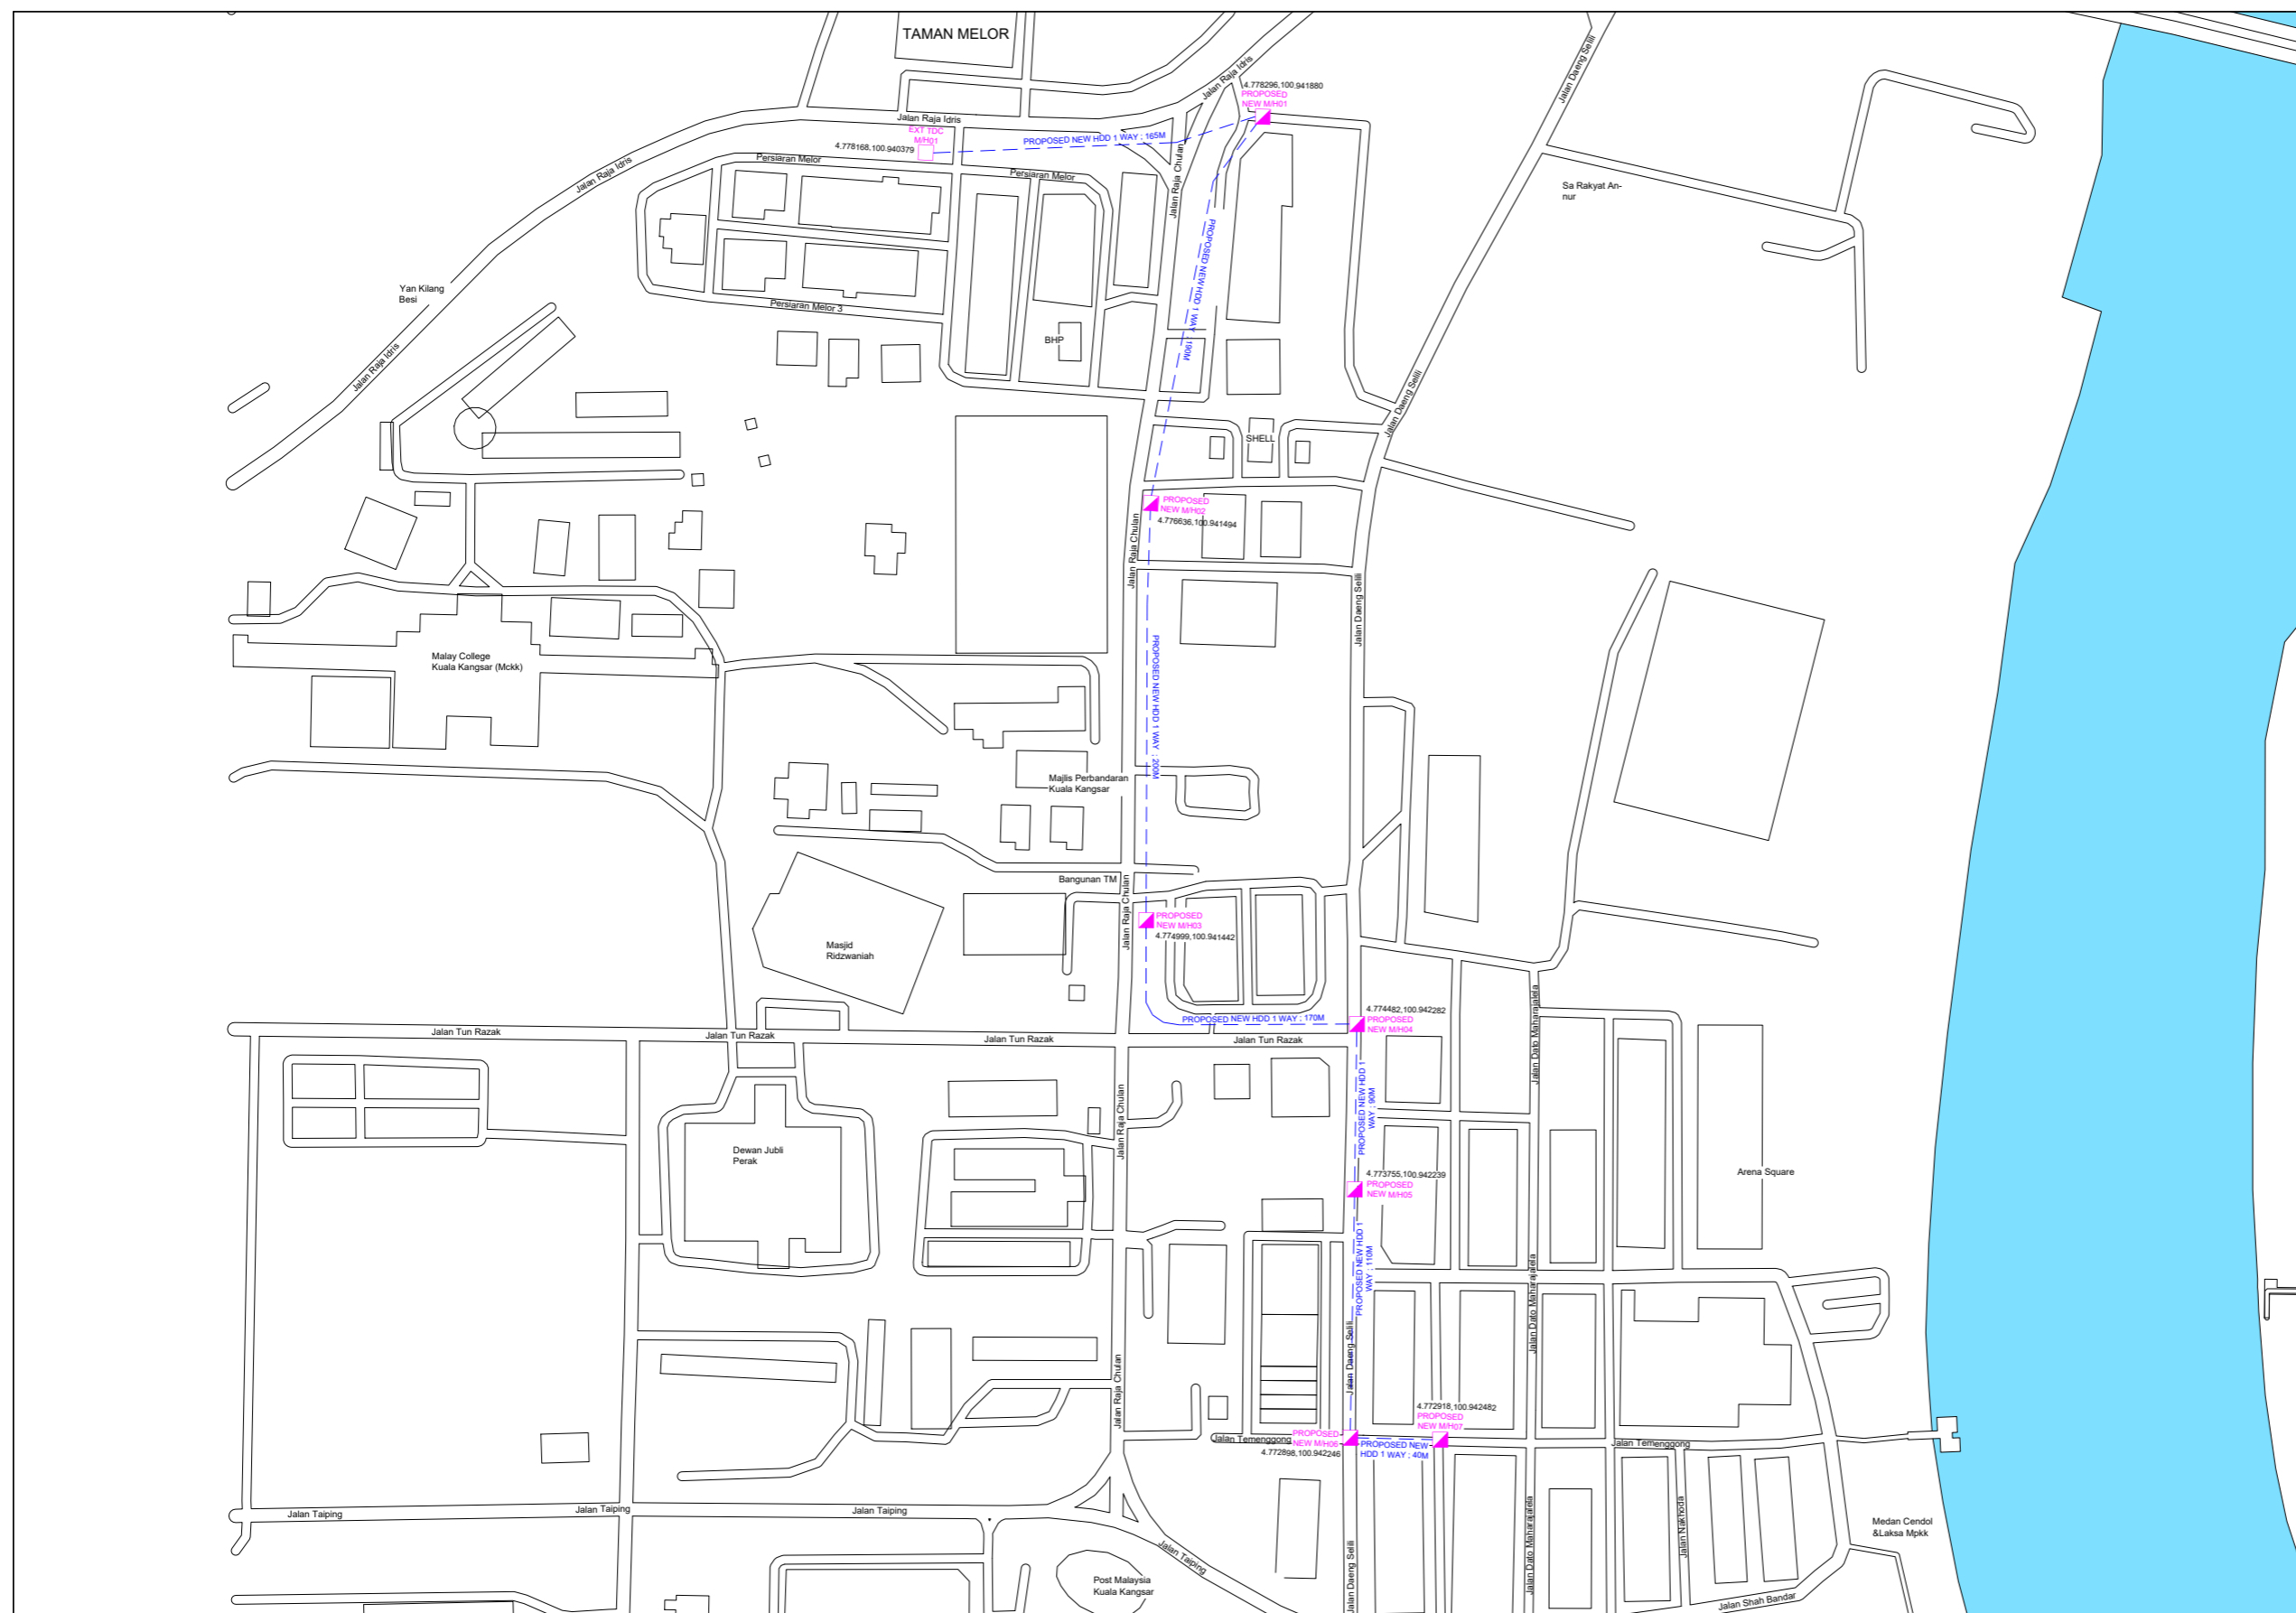 TAMAN MELOR
Jalan Raja Idris
Jalan Daeng Selili
4.778296,100.941880
PROPOSED
NEW M/H01
Jalan Raja Idris
EXT TDC
M/H01
4.778168,100.940379
PROPOSED NEW HDD 1 WAY ; 165M
Persiaran Melor
Persiaran Melor
Jalan Raja Idris
Jalan Raja Chulan
Sa Rakyat An-
nur
PROPOSED NEW HDD 1 WAY ; 190M
Yan Kilang
Besi
Persiaran Melor 3
BHP
Jalan Raja Idris
Jalan Daeng Selili
SHELL
PROPOSED
NEW M/H02
4.776636,100.941494
Jalan Raja Chulan
Jalan Daeng Selili
Malay College
Kuala Kangsar (Mckk)
PROPOSED NEW HDD 1 WAY ; 200M
Majlis Perbandaran
Kuala Kangsar
Bangunan TM
Jalan Raja Chulan
PROPOSED
NEW M/H03
4.774999,100.941442
Masjid
Ridzwaniah
Jalan Dato Maharajalela
4.774482,100.942282
PROPOSED
NEW M/H04
PROPOSED NEW HDD 1 WAY ; 170M
Jalan Tun Razak
Jalan Tun Razak
Jalan Tun Razak
Jalan Tun Razak
PROPOSED NEW HDD 1
WAY ; 90M
Jalan Raja Chulan
Dewan Jubli
Perak
Arena Square
4.773755,100.942239
PROPOSED
NEW M/H05
PROPOSED NEW HDD 1
WAY ; 110M
Jalan Dato Maharajalela
Jalan Daeng Selili
Jalan Raja Chulan
4.772918,100.942482
PROPOSED
NEW M/H07
PROPOSED
NEW M/H06
Jalan Temenggong
4.772898,100.942246
PROPOSED NEW
HDD 1 WAY ; 40M
Jalan Temenggong
Jalan Taiping
Jalan Taiping
Jalan Taiping
Jalan Taiping
Jalan Daeng Selili
Jalan Dato Maharajalela
Jalan Nakhoda
Medan Cendol
&Laksa Mpkk
Post Malaysia
Kuala Kangsar
Jalan Shah Bandar